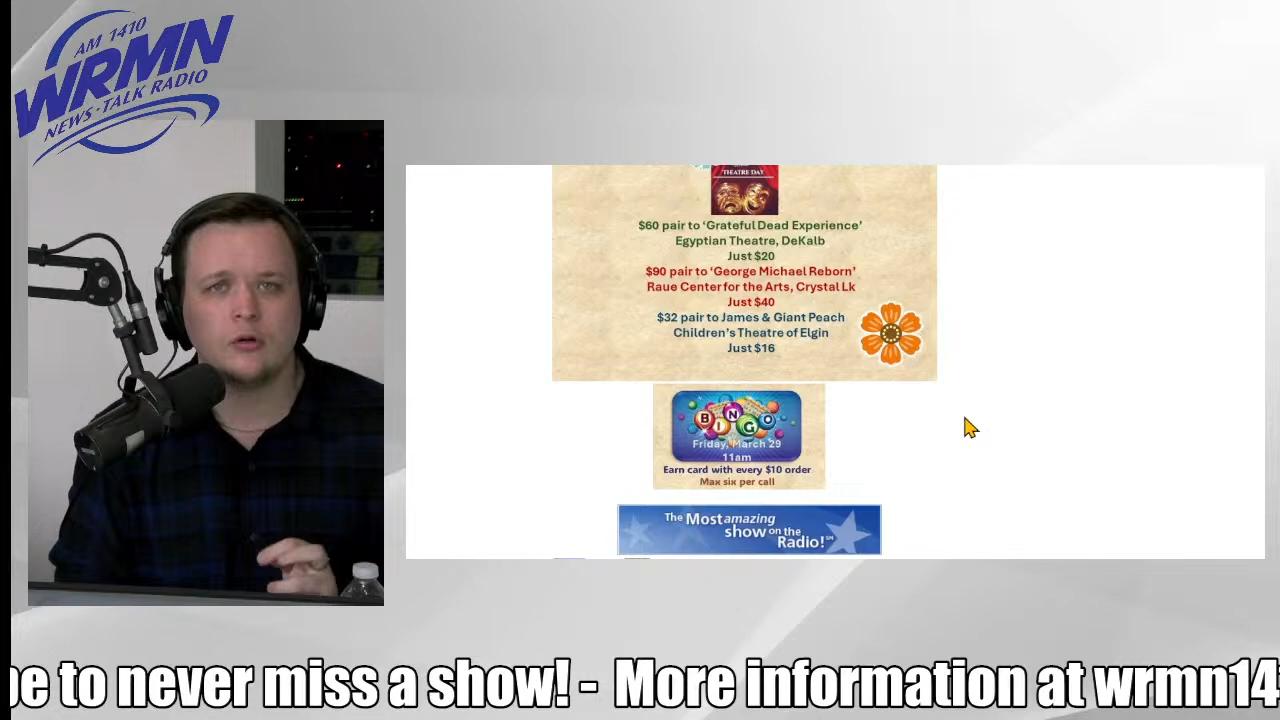 AM 1410
WRMN
NEWS·TALK RADIO
THEATRE DAY
$60 pair to ‘Grateful Dead Experience’
Egyptian Theatre, DeKalb
Just $20
$90 pair to ‘George Michael Reborn’
Raue Center for the Arts, Crystal Lk
Just $40
$32 pair to James & Giant Peach
Children’s Theatre of Elgin
Just $16
BINGO
Friday, March 29
11am
Earn card with every $10 order
Max six per call
The Most amazing
show on the
Radio! SM
be to never miss a show! - More information at wrmn14